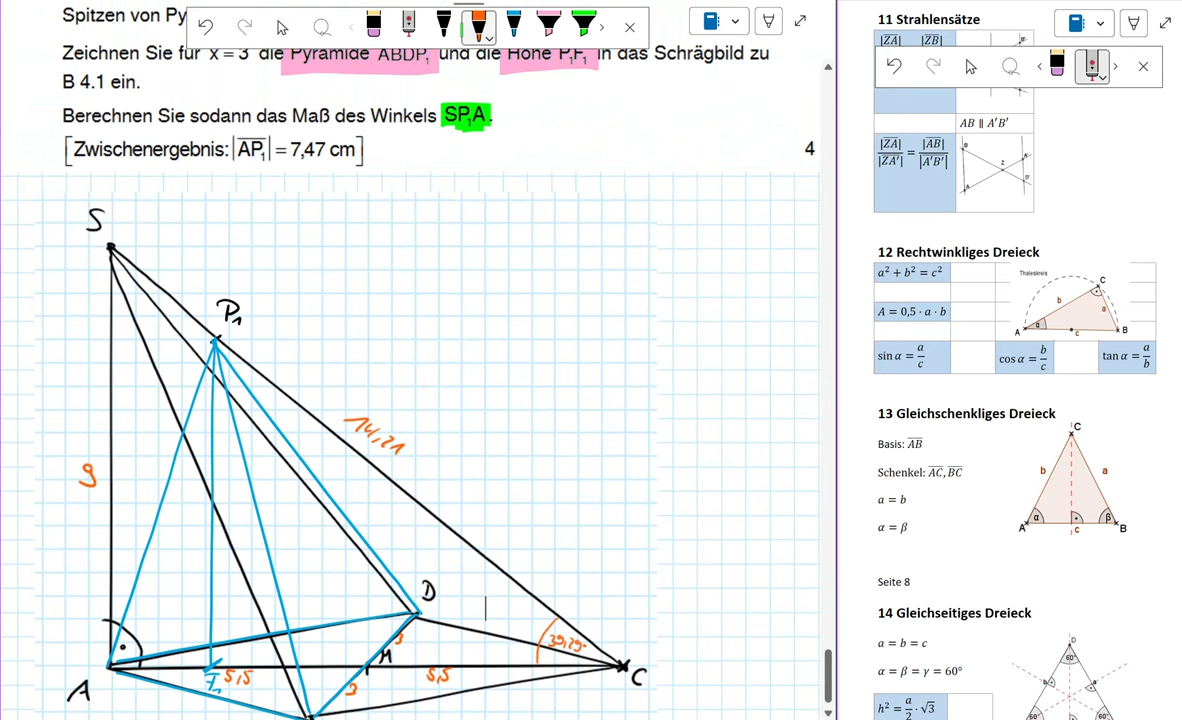 Spitzen von Py
Zeichnen Sie für x = 3 die Pyramide ABDP₁ und die Höhe P₁F₁ in das Schrägbild zu
B 4.1 ein.
Berechnen Sie sodann das Maß des Winkels SP₁A.
[Zwischenergebnis: |AP₁| = 7,47 cm]
4
S
P₁
14,21
9
D
3
M
39,29°
A
F₁
5,5
3
5,5
C
11 Strahlensätze
|ZA| |ZB|
AB ∥ A'B'
|ZA| / |ZA'| = |AB| / |A'B'|
B
A'
Z
A
B'
12 Rechtwinkliges Dreieck
a² + b² = c²
A = 0,5 · a · b
sin α = a/c
cos α = b/c
tan α = a/b
Thaleskreis
C
b
a
A
α
c
B
13 Gleichschenkliges Dreieck
Basis: AB
Schenkel: AC, BC
a = b
α = β
C
b
a
A
α
β
B
c
Seite 8
14 Gleichseitiges Dreieck
a = b = c
α = β = γ = 60°
h² = a/2 · √3
D
60°
b
a
60°
60°